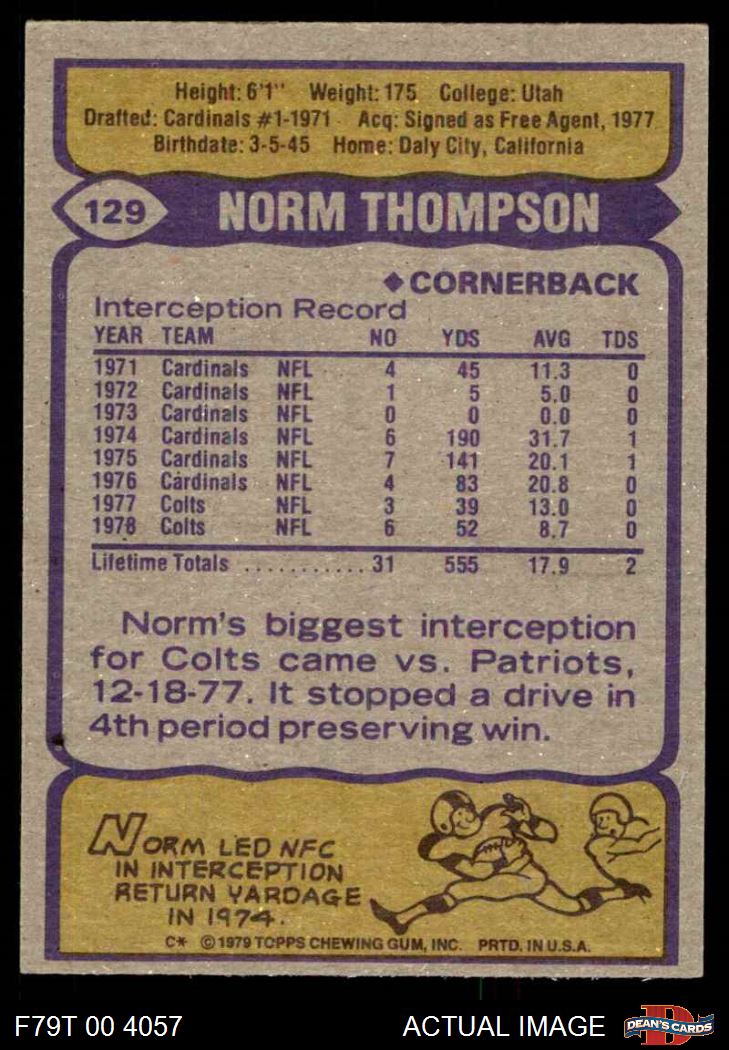 Height: 6'1" Weight: 175 College: Utah
Drafted: Cardinals #1-1971 Acq: Signed as Free Agent, 1977
Birthdate: 3-5-45 Home: Daly City, California
129 NORM THOMPSON
◆CORNERBACK
Interception Record
YEAR TEAM NO YDS AVG TDS
1971 Cardinals NFL 4 45 11.3 0
1972 Cardinals NFL 1 5 5.0 0
1973 Cardinals NFL 0 0 0.0 0
1974 Cardinals NFL 6 190 31.7 1
1975 Cardinals NFL 7 141 20.1 1
1976 Cardinals NFL 4 83 20.8 0
1977 Colts NFL 3 39 13.0 0
1978 Colts NFL 6 52 8.7 0
Lifetime Totals ............ 31 555 17.9 2
Norm's biggest interception
for Colts came vs. Patriots,
12-18-77. It stopped a drive in
4th period preserving win.
NORM LED NFC
IN INTERCEPTION
RETURN YARDAGE
IN 1974.
C* ©1979 TOPPS CHEWING GUM, INC. PRTD. IN U.S.A.
F79T 00 4057 ACTUAL IMAGE D DEAN'S CARDS